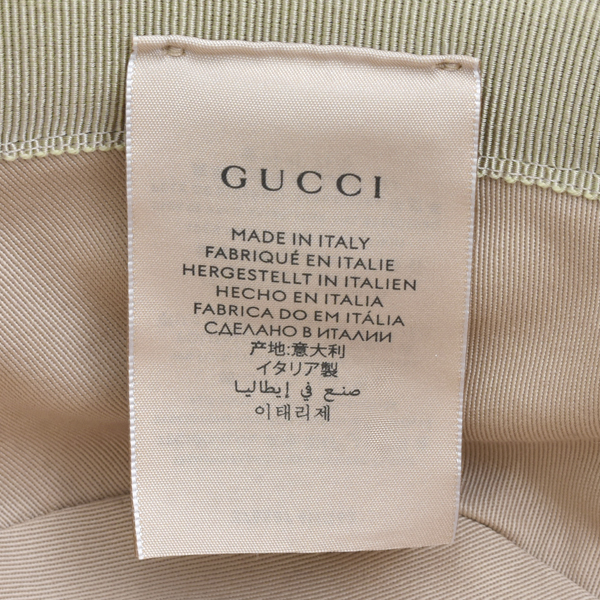 GUCCI
MADE IN ITALY
FABRIQUÉ EN ITALIE
HERGESTELLT IN ITALIEN
HECHO EN ITALIA
FABRICA DO EM ITÁLIA
СДЕЛАНО В ИТАЛИИ
产地:意大利
イタリア製
صنع في إيطاليا
이태리제